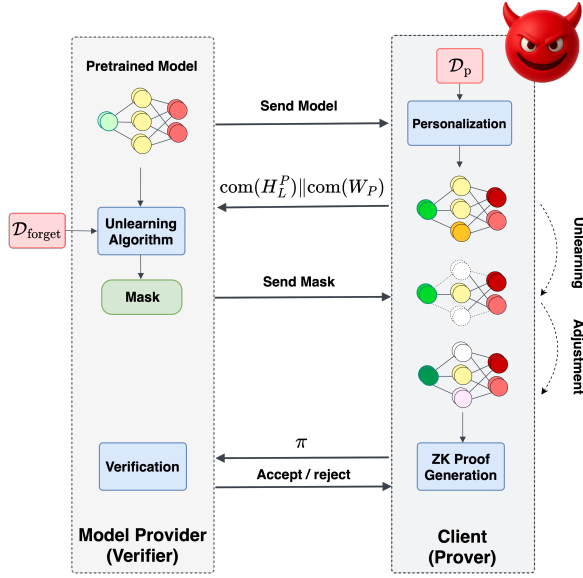 Pretrained Model
𝒟ₚ
Send Model
Personalization
com(H_L^P)∥com(W_P)
𝒟_forget
Unlearning
Algorithm
Unlearning
Mask
Send Mask
Adjustment
π
Verification
Accept / reject
ZK Proof
Generation
Model Provider
(Verifier)
Client
(Prover)